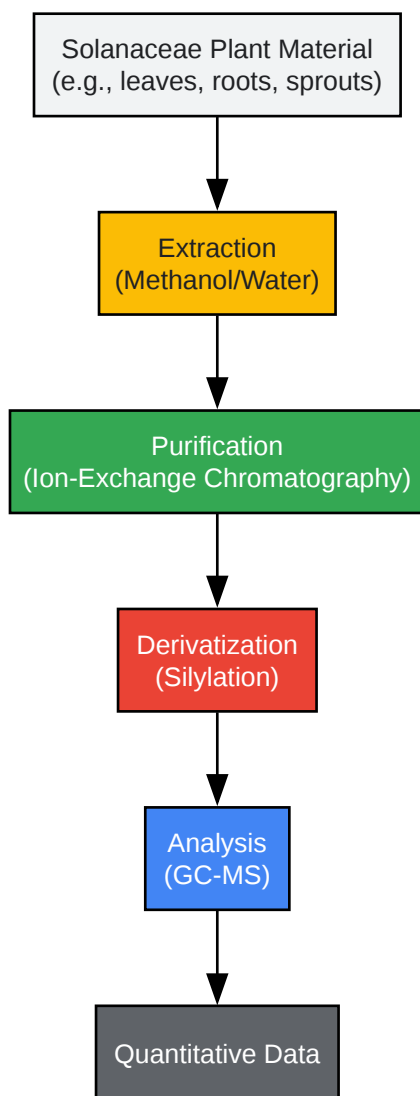 Solanaceae Plant Material
(e.g., leaves, roots, sprouts)
Extraction
(Methanol/Water)
Purification
(Ion-Exchange Chromatography)
Derivatization
(Silylation)
Analysis
(GC-MS)
Quantitative Data